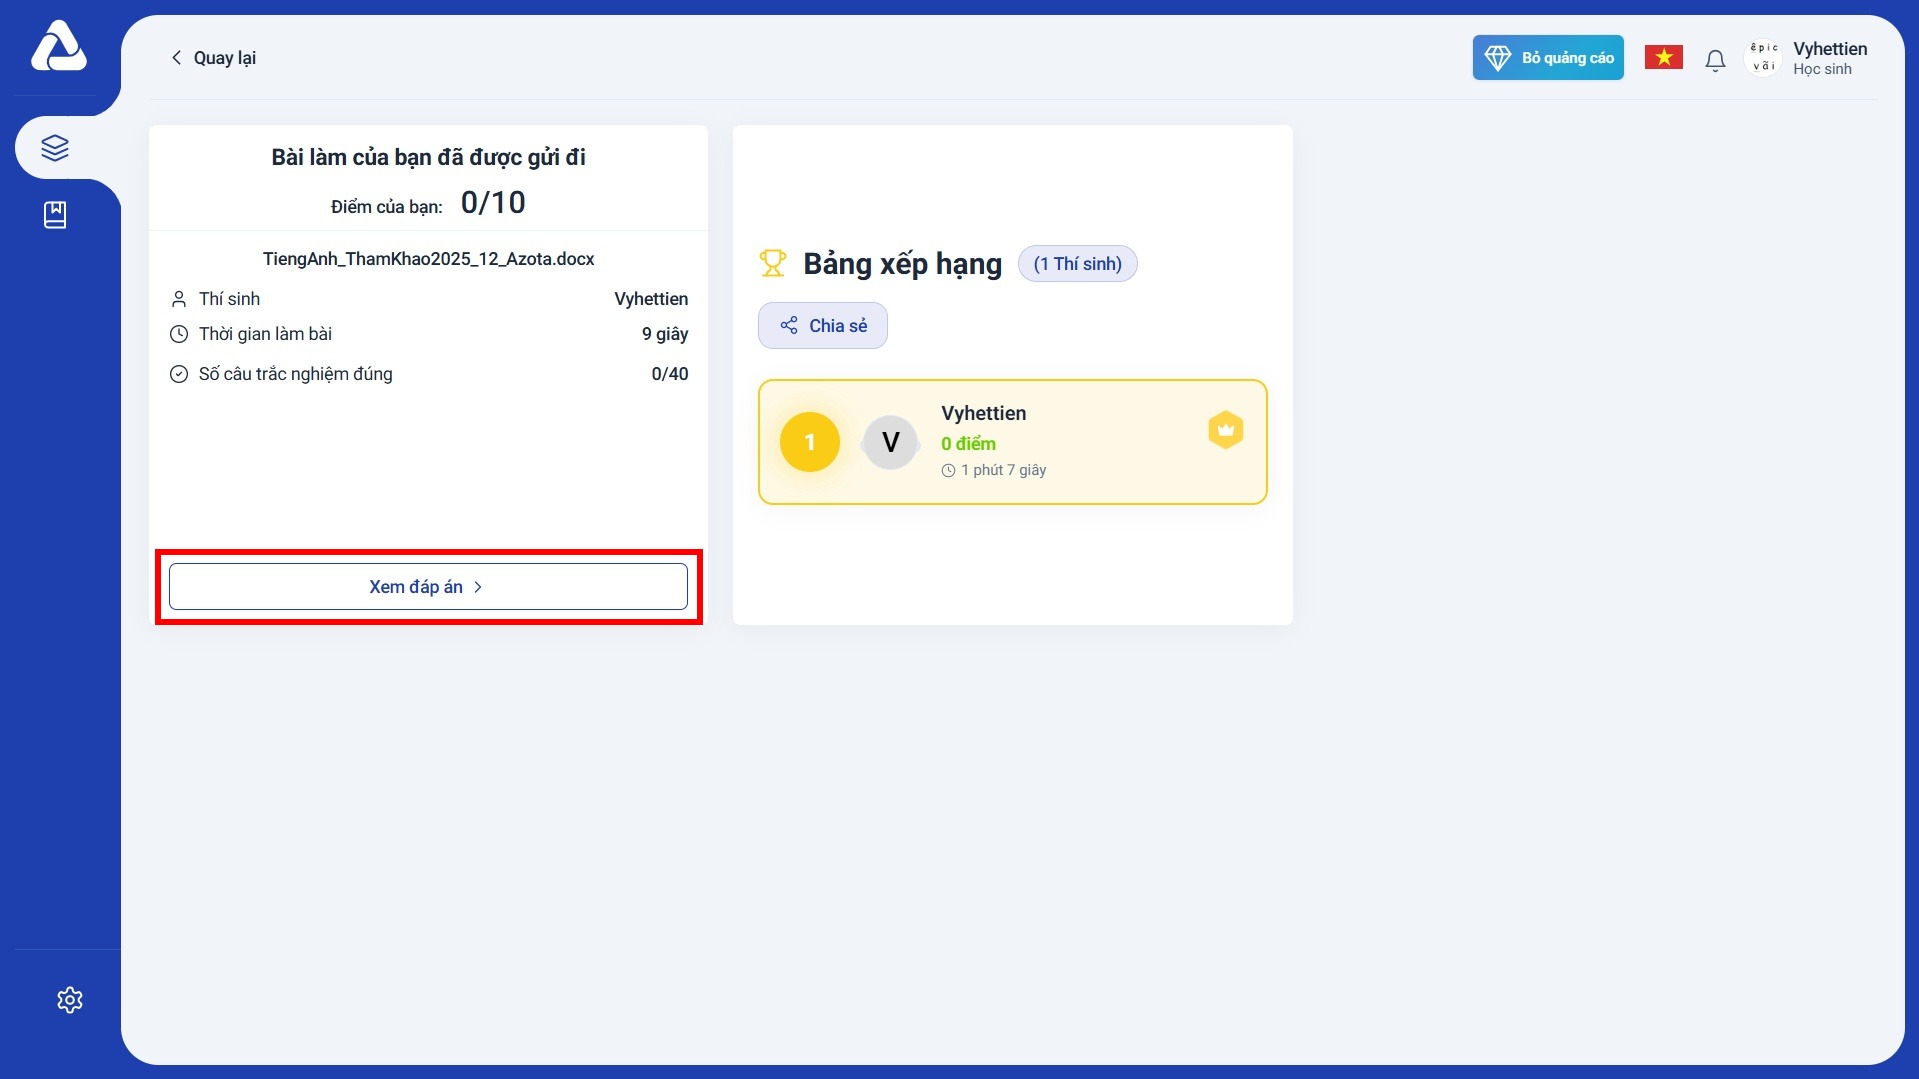 Quay lại
Bỏ quảng cáo
êpic
vãi
Vyhettien
Học sinh
Bài làm của bạn đã được gửi đi
Điểm của bạn: 0/10
TiengAnh_ThamKhao2025_12_Azota.docx
Thí sinh Vyhettien
Thời gian làm bài 9 giây
Số câu trắc nghiệm đúng 0/40
Xem đáp án
Bảng xếp hạng (1 Thí sinh)
Chia sẻ
1
V
Vyhettien
0 điểm
1 phút 7 giây